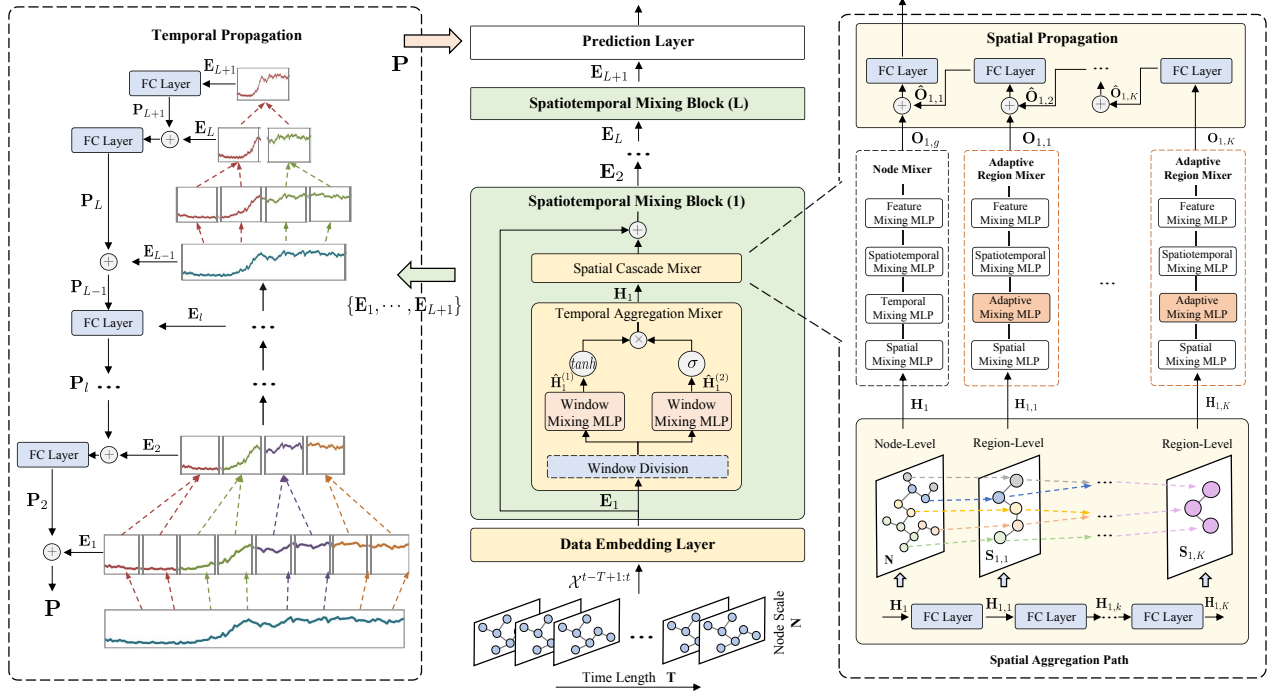 Temporal Propagation
E_{L+1}
FC Layer
P_{L+1}
E_L
FC Layer
P_L
E_{L-1}
P_{L-1}
E_l
FC Layer
P_l
E_2
FC Layer
P_2
E_1
P
P
{E_1, ⋯, E_{L+1}}
Prediction Layer
E_{L+1}
Spatiotemporal Mixing Block (L)
E_L
E_2
Spatiotemporal Mixing Block (1)
Spatial Cascade Mixer
H_1
Temporal Aggregation Mixer
×
tanh
σ
Ĥ_1^{(1)}
Ĥ_1^{(2)}
Window
Mixing MLP
Window
Mixing MLP
Window Division
E_1
Data Embedding Layer
𝒳^{t−T+1:t}
Node Scale
N
Time Length T
Spatial Propagation
FC Layer
FC Layer
...
FC Layer
Ô_{1,1}
Ô_{1,2}
Ô_{1,K}
O_{1,g}
O_{1,1}
O_{1,K}
Node Mixer
Feature
Mixing MLP
Spatiotemporal
Mixing MLP
Temporal
Mixing MLP
Spatial
Mixing MLP
Adaptive
Region Mixer
Feature
Mixing MLP
Spatiotemporal
Mixing MLP
Adaptive
Mixing MLP
Spatial
Mixing MLP
...
Adaptive
Region Mixer
Feature
Mixing MLP
Spatiotemporal
Mixing MLP
Adaptive
Mixing MLP
Spatial
Mixing MLP
H_1
H_{1,1}
H_{1,K}
Node-Level
Region-Level
Region-Level
N
S_{1,1}
S_{1,K}
H_1
FC Layer
H_{1,1}
FC Layer
H_{1,k}
FC Layer
H_{1,K}
Spatial Aggregation Path